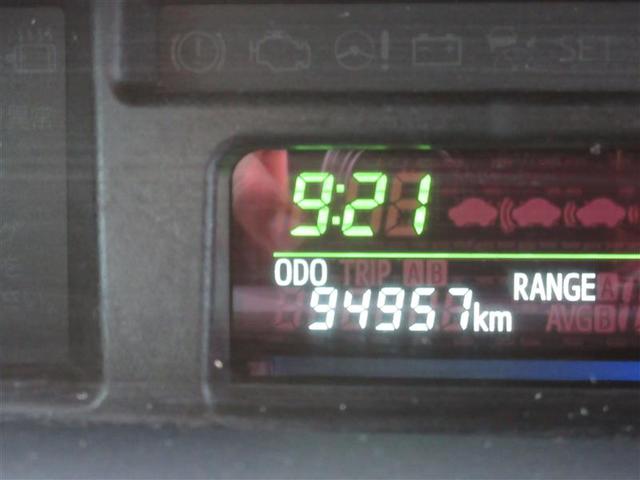 SET
9:21
ODO TRIP A B
RANGE A
94957km
AVG B